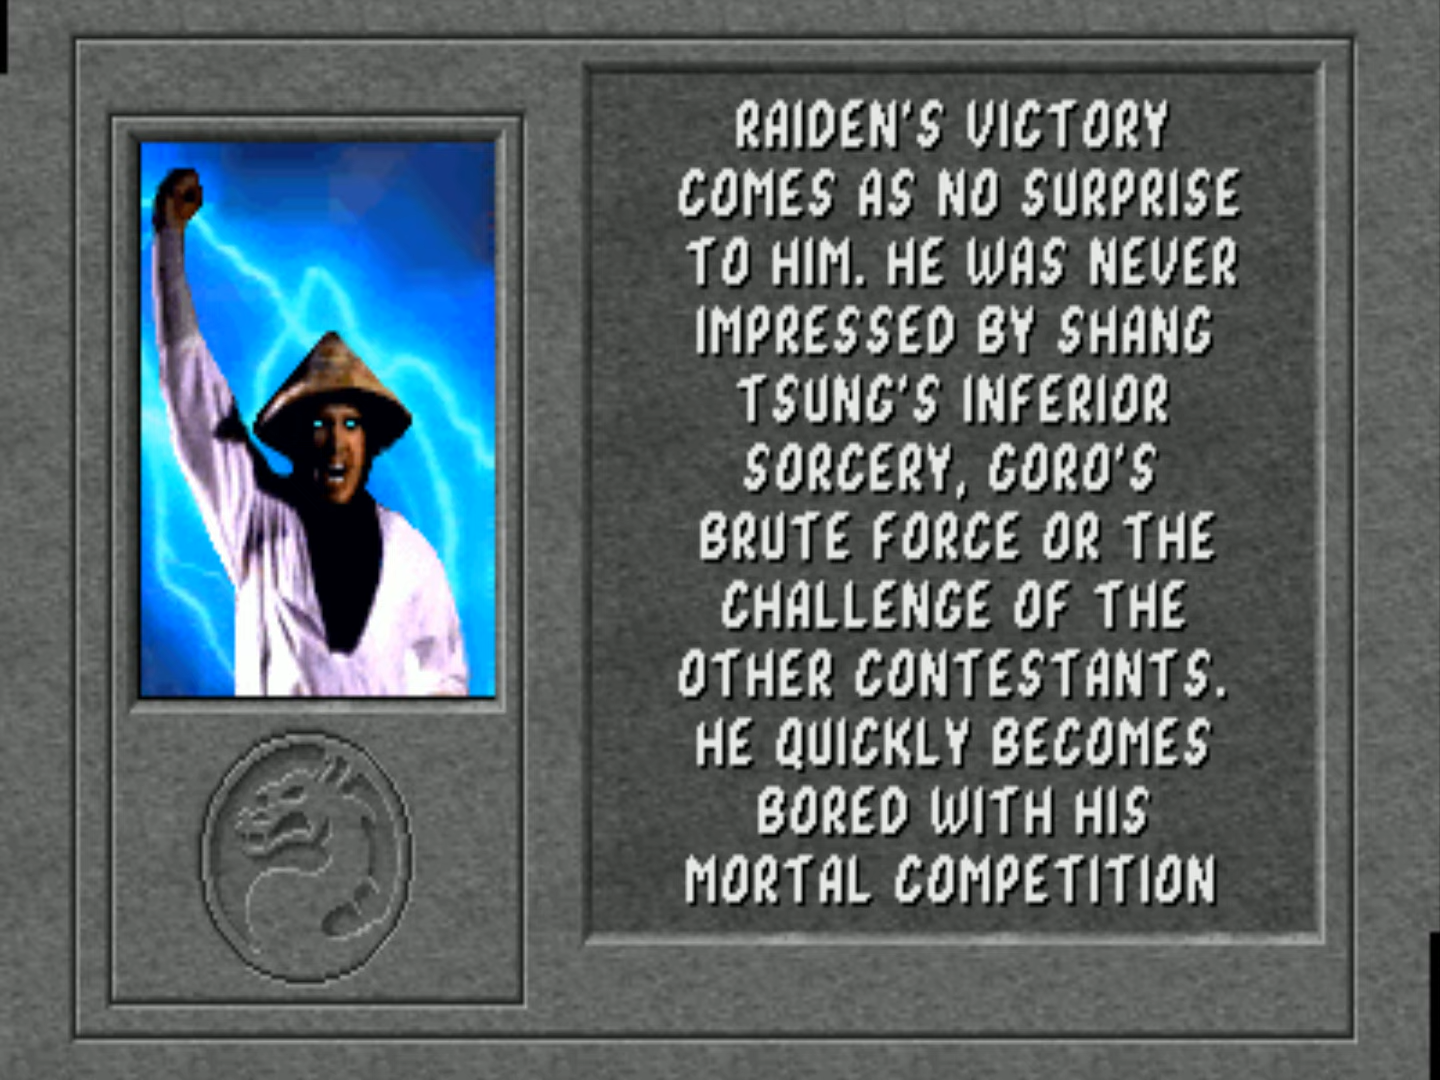 RAIDEN'S VICTORY
COMES AS NO SURPRISE
TO HIM. HE WAS NEVER
IMPRESSED BY SHANG
TSUNG'S INFERIOR
SORCERY, GORO'S
BRUTE FORCE OR THE
CHALLENGE OF THE
OTHER CONTESTANTS.
HE QUICKLY BECOMES
BORED WITH HIS
MORTAL COMPETITION